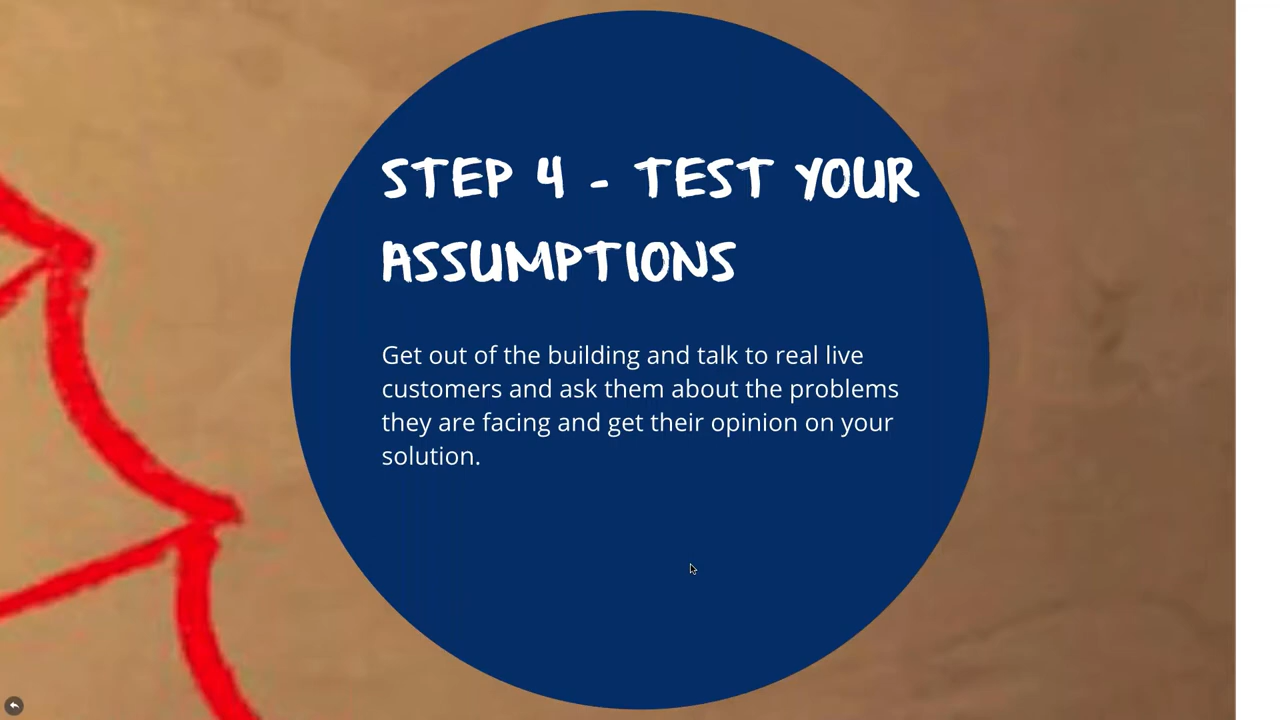 STEP 4 - TEST YOUR
ASSUMPTIONS
Get out of the building and talk to real live
customers and ask them about the problems
they are facing and get their opinion on your
solution.